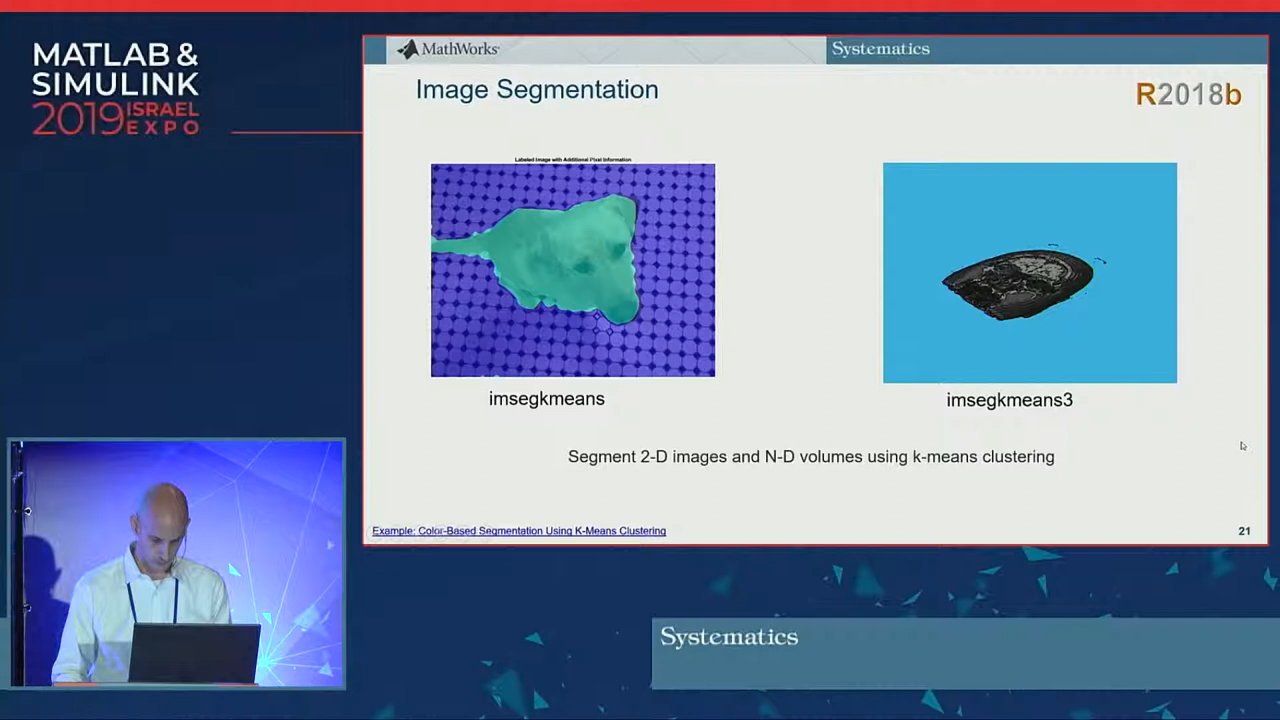 MATLAB &
SIMULINK
2019 ISRAEL
EXPO
MathWorks
Systematics
Image Segmentation
R2018b
Labeled Image with Additional Pixel Information
imsegkmeans
imsegkmeans3
Segment 2-D images and N-D volumes using k-means clustering
Example: Color-Based Segmentation Using K-Means Clustering
21
Systematics